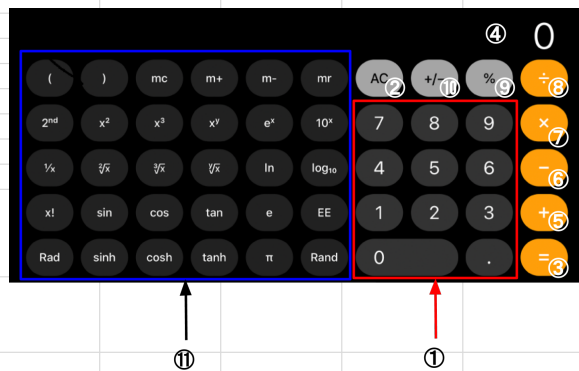 ④ 0
( ) mc m+ m- mr AC ② +/- ⑩ % ⑨ ÷ ⑧
2ⁿᵈ x² x³ xʸ eˣ 10ˣ 7 8 9 × ⑦
¹⁄x ²√x ³√x ʸ√x ln log₁₀ 4 5 6 − ⑥
x! sin cos tan e EE 1 2 3 + ⑤
Rad sinh cosh tanh π Rand 0 . = ③
⑪ ①